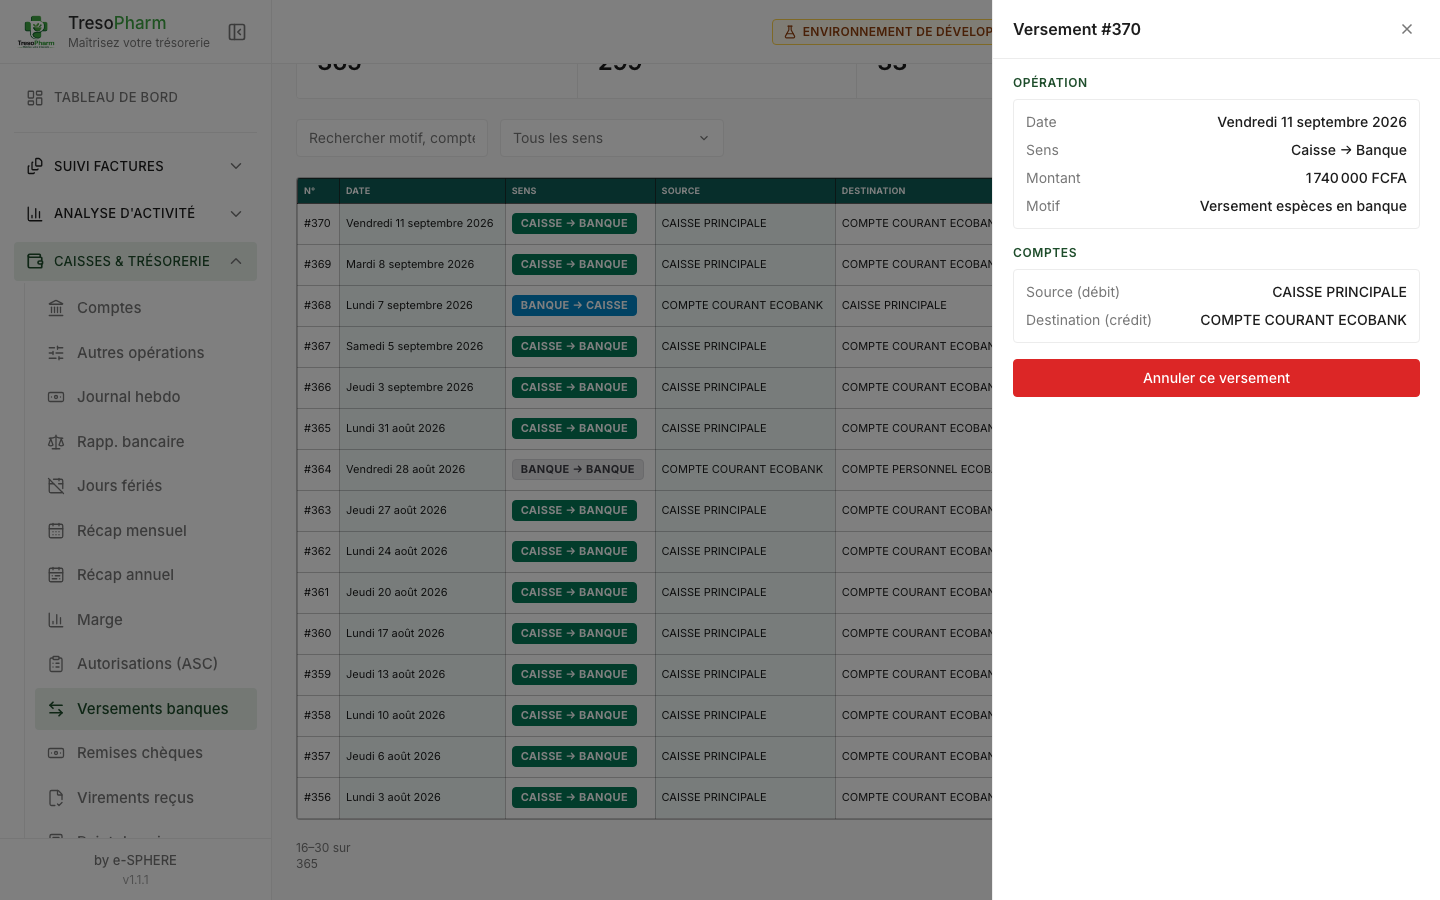 TresoPharm
Maîtrisez votre trésorerie
TABLEAU DE BORD
SUIVI FACTURES
ANALYSE D'ACTIVITÉ
CAISSES & TRÉSORERIE
Comptes
Autres opérations
Journal hebdo
Rapp. bancaire
Jours fériés
Récap mensuel
Récap annuel
Marge
Autorisations (ASC)
Versements banques
Remises chèques
Virements reçus
by e-SPHERE
v1.1.1
ENVIRONNEMENT DE DÉVELOP
Rechercher motif, compte
Tous les sens
N° DATE SENS SOURCE DESTINATION
#370 Vendredi 11 septembre 2026 CAISSE → BANQUE CAISSE PRINCIPALE COMPTE COURANT ECOBAN
#369 Mardi 8 septembre 2026 CAISSE → BANQUE CAISSE PRINCIPALE COMPTE COURANT ECOBAN
#368 Lundi 7 septembre 2026 BANQUE → CAISSE COMPTE COURANT ECOBANK CAISSE PRINCIPALE
#367 Samedi 5 septembre 2026 CAISSE → BANQUE CAISSE PRINCIPALE COMPTE COURANT ECOBAN
#366 Jeudi 3 septembre 2026 CAISSE → BANQUE CAISSE PRINCIPALE COMPTE COURANT ECOBAN
#365 Lundi 31 août 2026 CAISSE → BANQUE CAISSE PRINCIPALE COMPTE COURANT ECOBAN
#364 Vendredi 28 août 2026 BANQUE → BANQUE COMPTE COURANT ECOBANK COMPTE PERSONNEL ECOB
#363 Jeudi 27 août 2026 CAISSE → BANQUE CAISSE PRINCIPALE COMPTE COURANT ECOBAN
#362 Lundi 24 août 2026 CAISSE → BANQUE CAISSE PRINCIPALE COMPTE COURANT ECOBAN
#361 Jeudi 20 août 2026 CAISSE → BANQUE CAISSE PRINCIPALE COMPTE COURANT ECOBAN
#360 Lundi 17 août 2026 CAISSE → BANQUE CAISSE PRINCIPALE COMPTE COURANT ECOBAN
#359 Jeudi 13 août 2026 CAISSE → BANQUE CAISSE PRINCIPALE COMPTE COURANT ECOBAN
#358 Lundi 10 août 2026 CAISSE → BANQUE CAISSE PRINCIPALE COMPTE COURANT ECOBAN
#357 Jeudi 6 août 2026 CAISSE → BANQUE CAISSE PRINCIPALE COMPTE COURANT ECOBAN
#356 Lundi 3 août 2026 CAISSE → BANQUE CAISSE PRINCIPALE COMPTE COURANT ECOBAN
16–30 sur
365
Versement #370
OPÉRATION
Date Vendredi 11 septembre 2026
Sens Caisse → Banque
Montant 1 740 000 FCFA
Motif Versement espèces en banque
COMPTES
Source (débit) CAISSE PRINCIPALE
Destination (crédit) COMPTE COURANT ECOBANK
Annuler ce versement